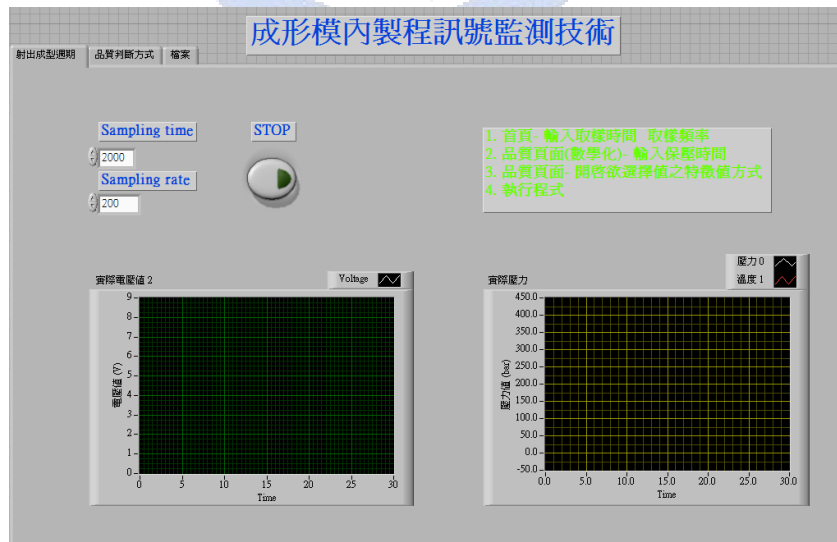 成形模內製程訊號監測技術
射出成型週期
品質判斷方式
檔案
Sampling time
2000
Sampling rate
200
STOP
1. 首頁- 輸入取樣時間 取樣頻率
2. 品質頁面(數學化)- 輸入保壓時間
3. 品質頁面- 開啓欲選擇值之特徵值方式
4. 執行程式
實際電壓值 2
Voltage
9
8
7
6
5
4
3
2
1
0
電壓值 (V)
0 5 10 15 20 25 30
Time
實際壓力
壓力 0
溫度 1
450.0
400.0
350.0
300.0
250.0
200.0
150.0
100.0
50.0
0.0
-50.0
壓力值 (bar)
0.0 5.0 10.0 15.0 20.0 25.0 30.0
Time